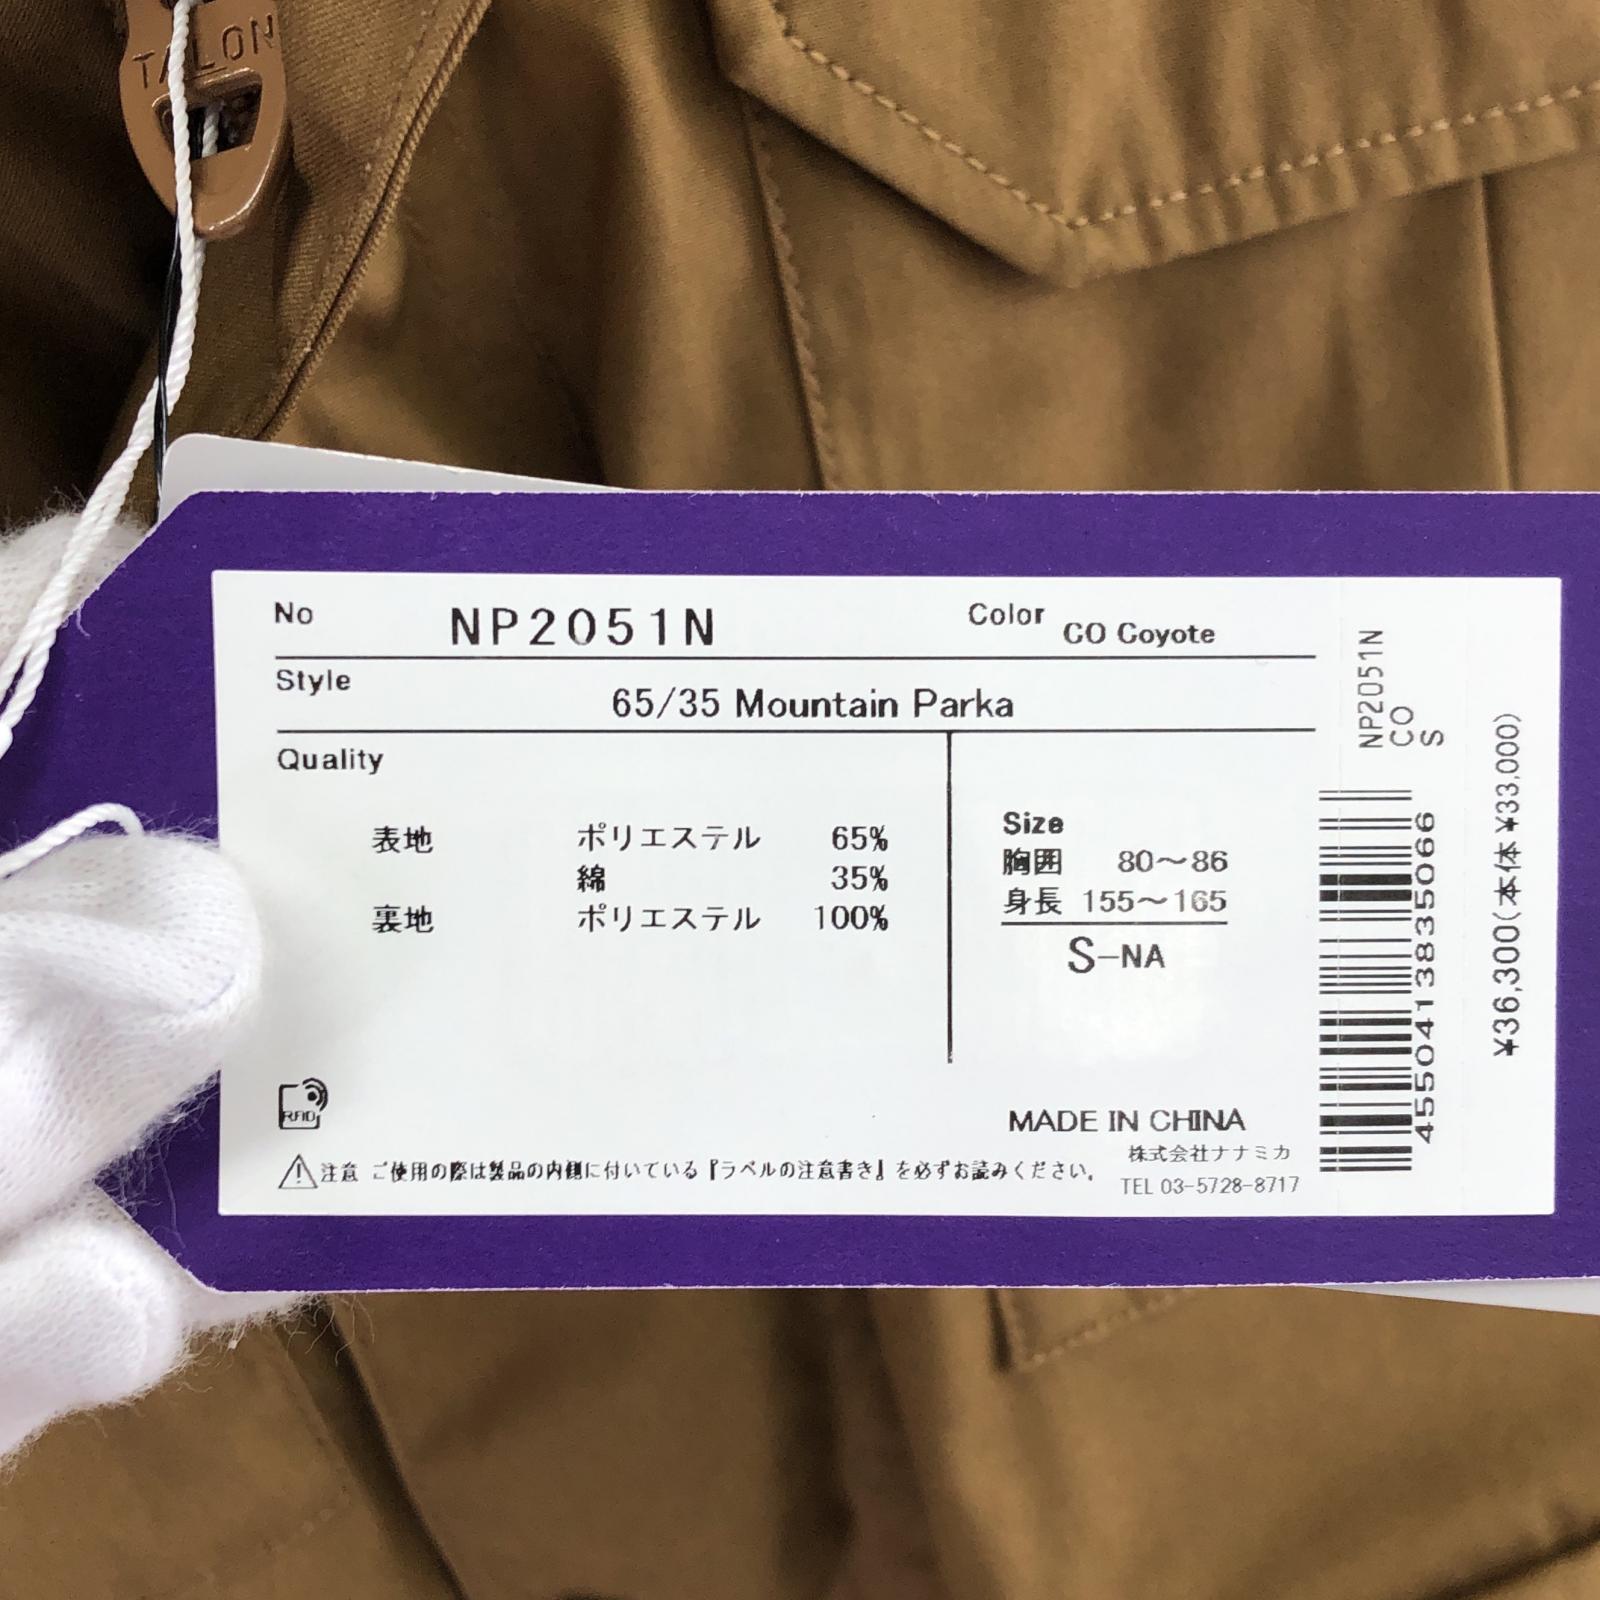 TALON
No NP2051N Color CO Coyote
Style 65/35 Mountain Parka
Quality
表地 ポリエステル 65%
綿 35%
裏地 ポリエステル 100%
Size
胸囲 80～86
身長 155～165
S-NA
RFID
MADE IN CHINA
株式会社ナナミカ
TEL 03-5728-8717
注意 ご使用の際は製品の内側に付いている『ラベルの注意書き』を必ずお読みください。
NP2051N
CO
S
4550413835066
¥36,300(本体 ¥33,000)